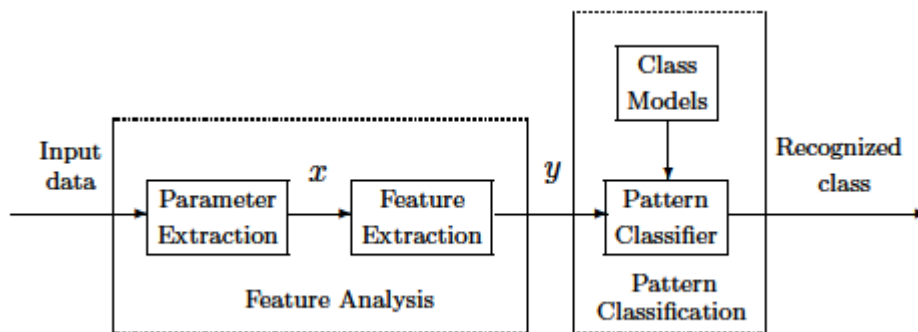 Class
Models
Input
data
x
y
Recognized
class
Parameter
Extraction
Feature
Extraction
Pattern
Classifier
Feature Analysis
Pattern
Classification